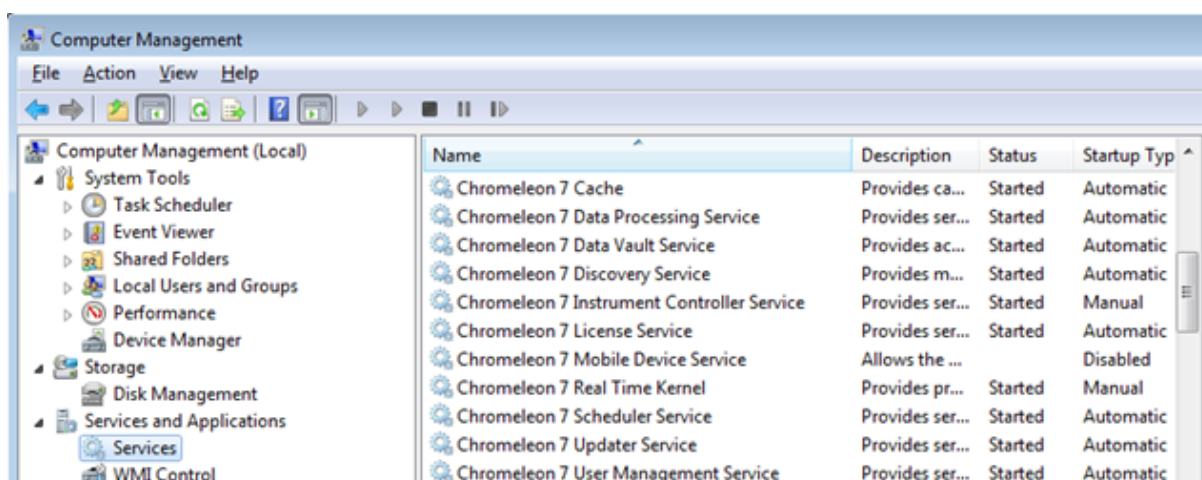 Computer Management
File Action View Help
Computer Management (Local)
System Tools
Task Scheduler
Event Viewer
Shared Folders
Local Users and Groups
Performance
Device Manager
Storage
Disk Management
Services and Applications
Services
WMI Control
Name Description Status Startup Typ
Chromeleon 7 Cache Provides ca... Started Automatic
Chromeleon 7 Data Processing Service Provides ser... Started Automatic
Chromeleon 7 Data Vault Service Provides ac... Started Automatic
Chromeleon 7 Discovery Service Provides m... Started Automatic
Chromeleon 7 Instrument Controller Service Provides ser... Started Manual
Chromeleon 7 License Service Provides ser... Started Automatic
Chromeleon 7 Mobile Device Service Allows the ... Disabled
Chromeleon 7 Real Time Kernel Provides pr... Started Manual
Chromeleon 7 Scheduler Service Provides ser... Started Automatic
Chromeleon 7 Updater Service Provides ser... Started Automatic
Chromeleon 7 User Management Service Provides ser... Started Automatic